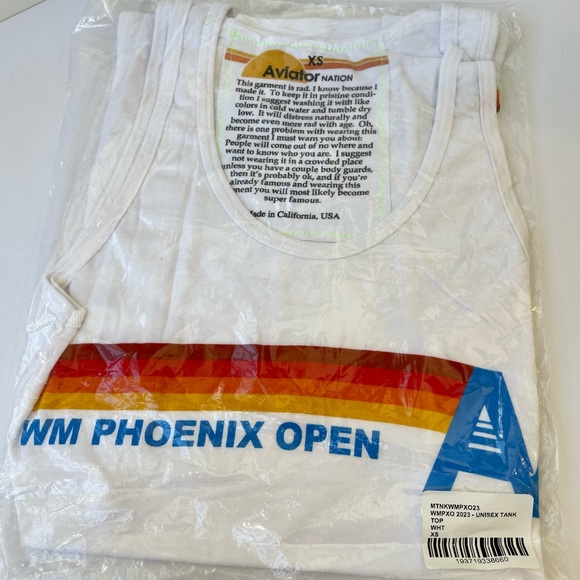 XS
Aviator NATION
This garment is rad. I know because I
made it. To keep it in pristine condi-
tion I suggest washing it with like
colors in cold water and tumble dry
low. It will distress naturally and
become even more rad with age. Oh,
there is one problem with wearing this
garment I must warn you about:
People will come out of no where and
want to know who you are. I suggest
not wearing it in a crowded place
unless you have a couple body guards,
then it's probably ok, and if you're
already famous and wearing this
ment you will most likely become
super famous.
Made in California, USA
WM PHOENIX OPEN
A
MTNKWMPXO23
WMPXO 2023 - UNISEX TANK
TOP
WHT
XS
193719338660